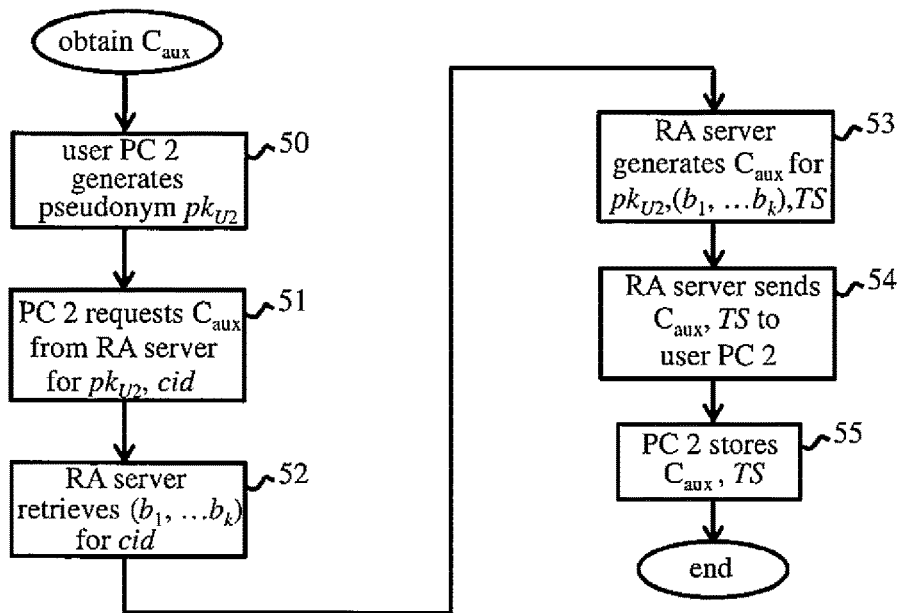 obtain C_aux
50
user PC 2
generates
pseudonym pk_U2
51
PC 2 requests C_aux
from RA server
for pk_U2, cid
52
RA server
retrieves (b_1, …b_k)
for cid
53
RA server
generates C_aux for
pk_U2,(b_1, …b_k),TS
54
RA server sends
C_aux, TS to
user PC 2
55
PC 2 stores
C_aux , TS
end